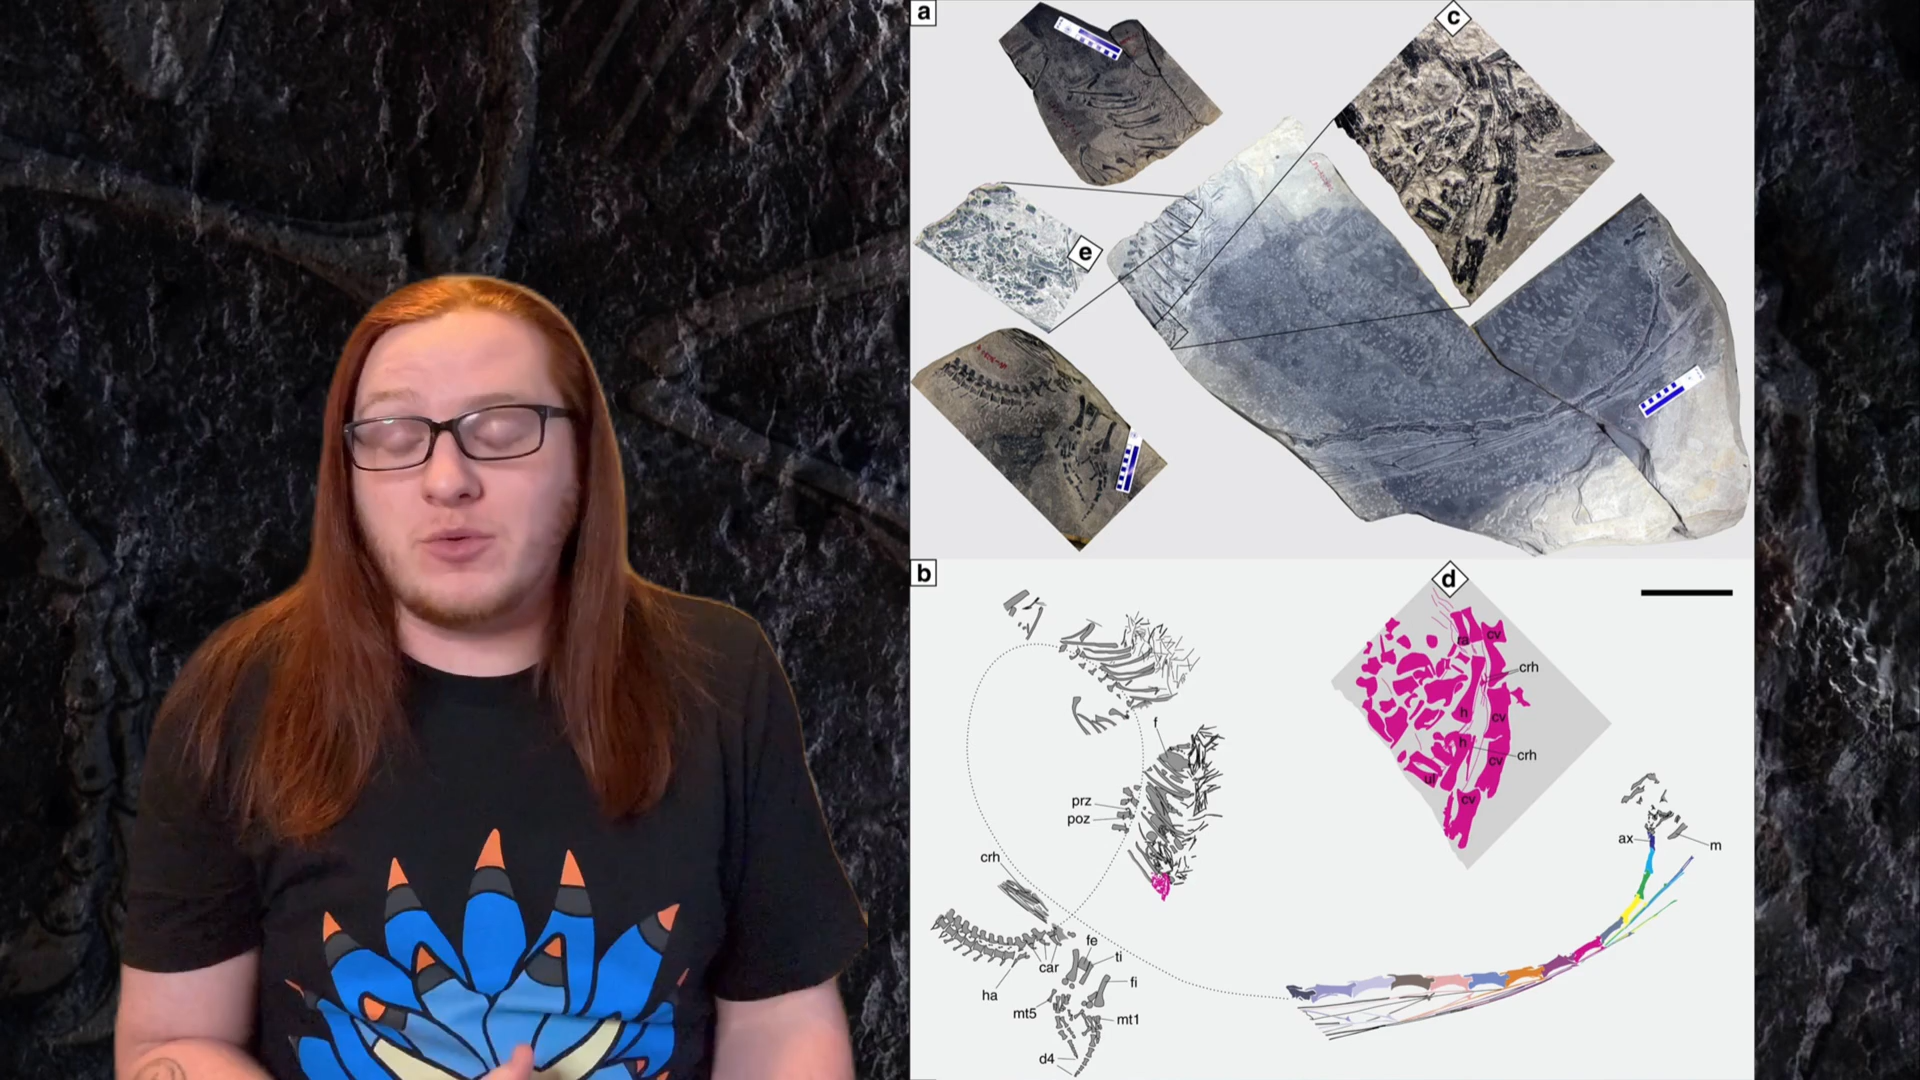 a
c
e
b
d
ra
cv
crh
h
cv
h
crh
cv
ul
cv
f
prz
poz
ax
m
crh
fe
car
ti
ha
fi
mt5
mt1
d4